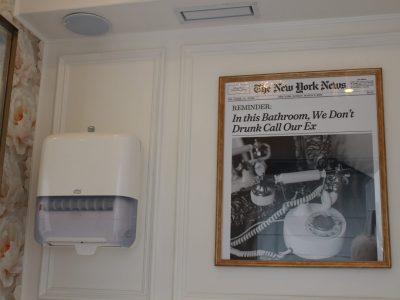 The New York News
REMINDER:
In this Bathroom, We Don't
Drunk Call Our Ex